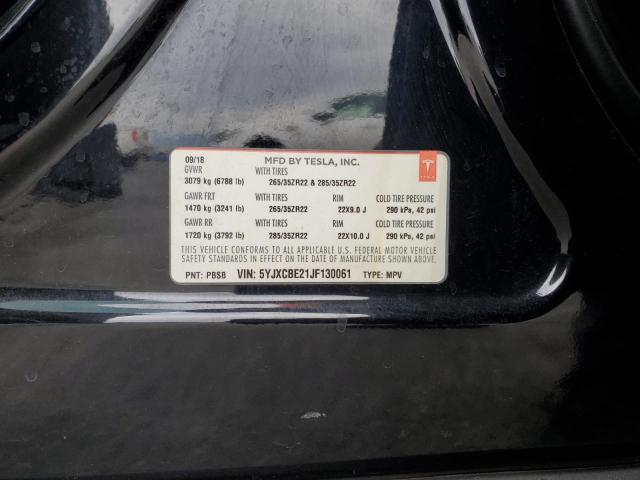 09/18 MFD BY TESLA, INC.
GVWR WITH TIRES
3079 kg (6788 lb) 265/35ZR22 & 285/35ZR22
GAWR FRT WITH TIRES RIM COLD TIRE PRESSURE
1470 kg (3241 lb) 265/35ZR22 22X9.0 J 290 kPa, 42 psi
GAWR RR WITH TIRES RIM COLD TIRE PRESSURE
1720 kg (3792 lb) 285/35ZR22 22X10.0 J 290 kPa, 42 psi
THIS VEHICLE CONFORMS TO ALL APPLICABLE U.S. FEDERAL MOTOR VEHICLE
SAFETY STANDARDS IN EFFECT ON THE DATE OF MANUFACTURE SHOWN ABOVE.
PNT: PBSB VIN: 5YJXCBE21JF130061 TYPE: MPV
TESLA